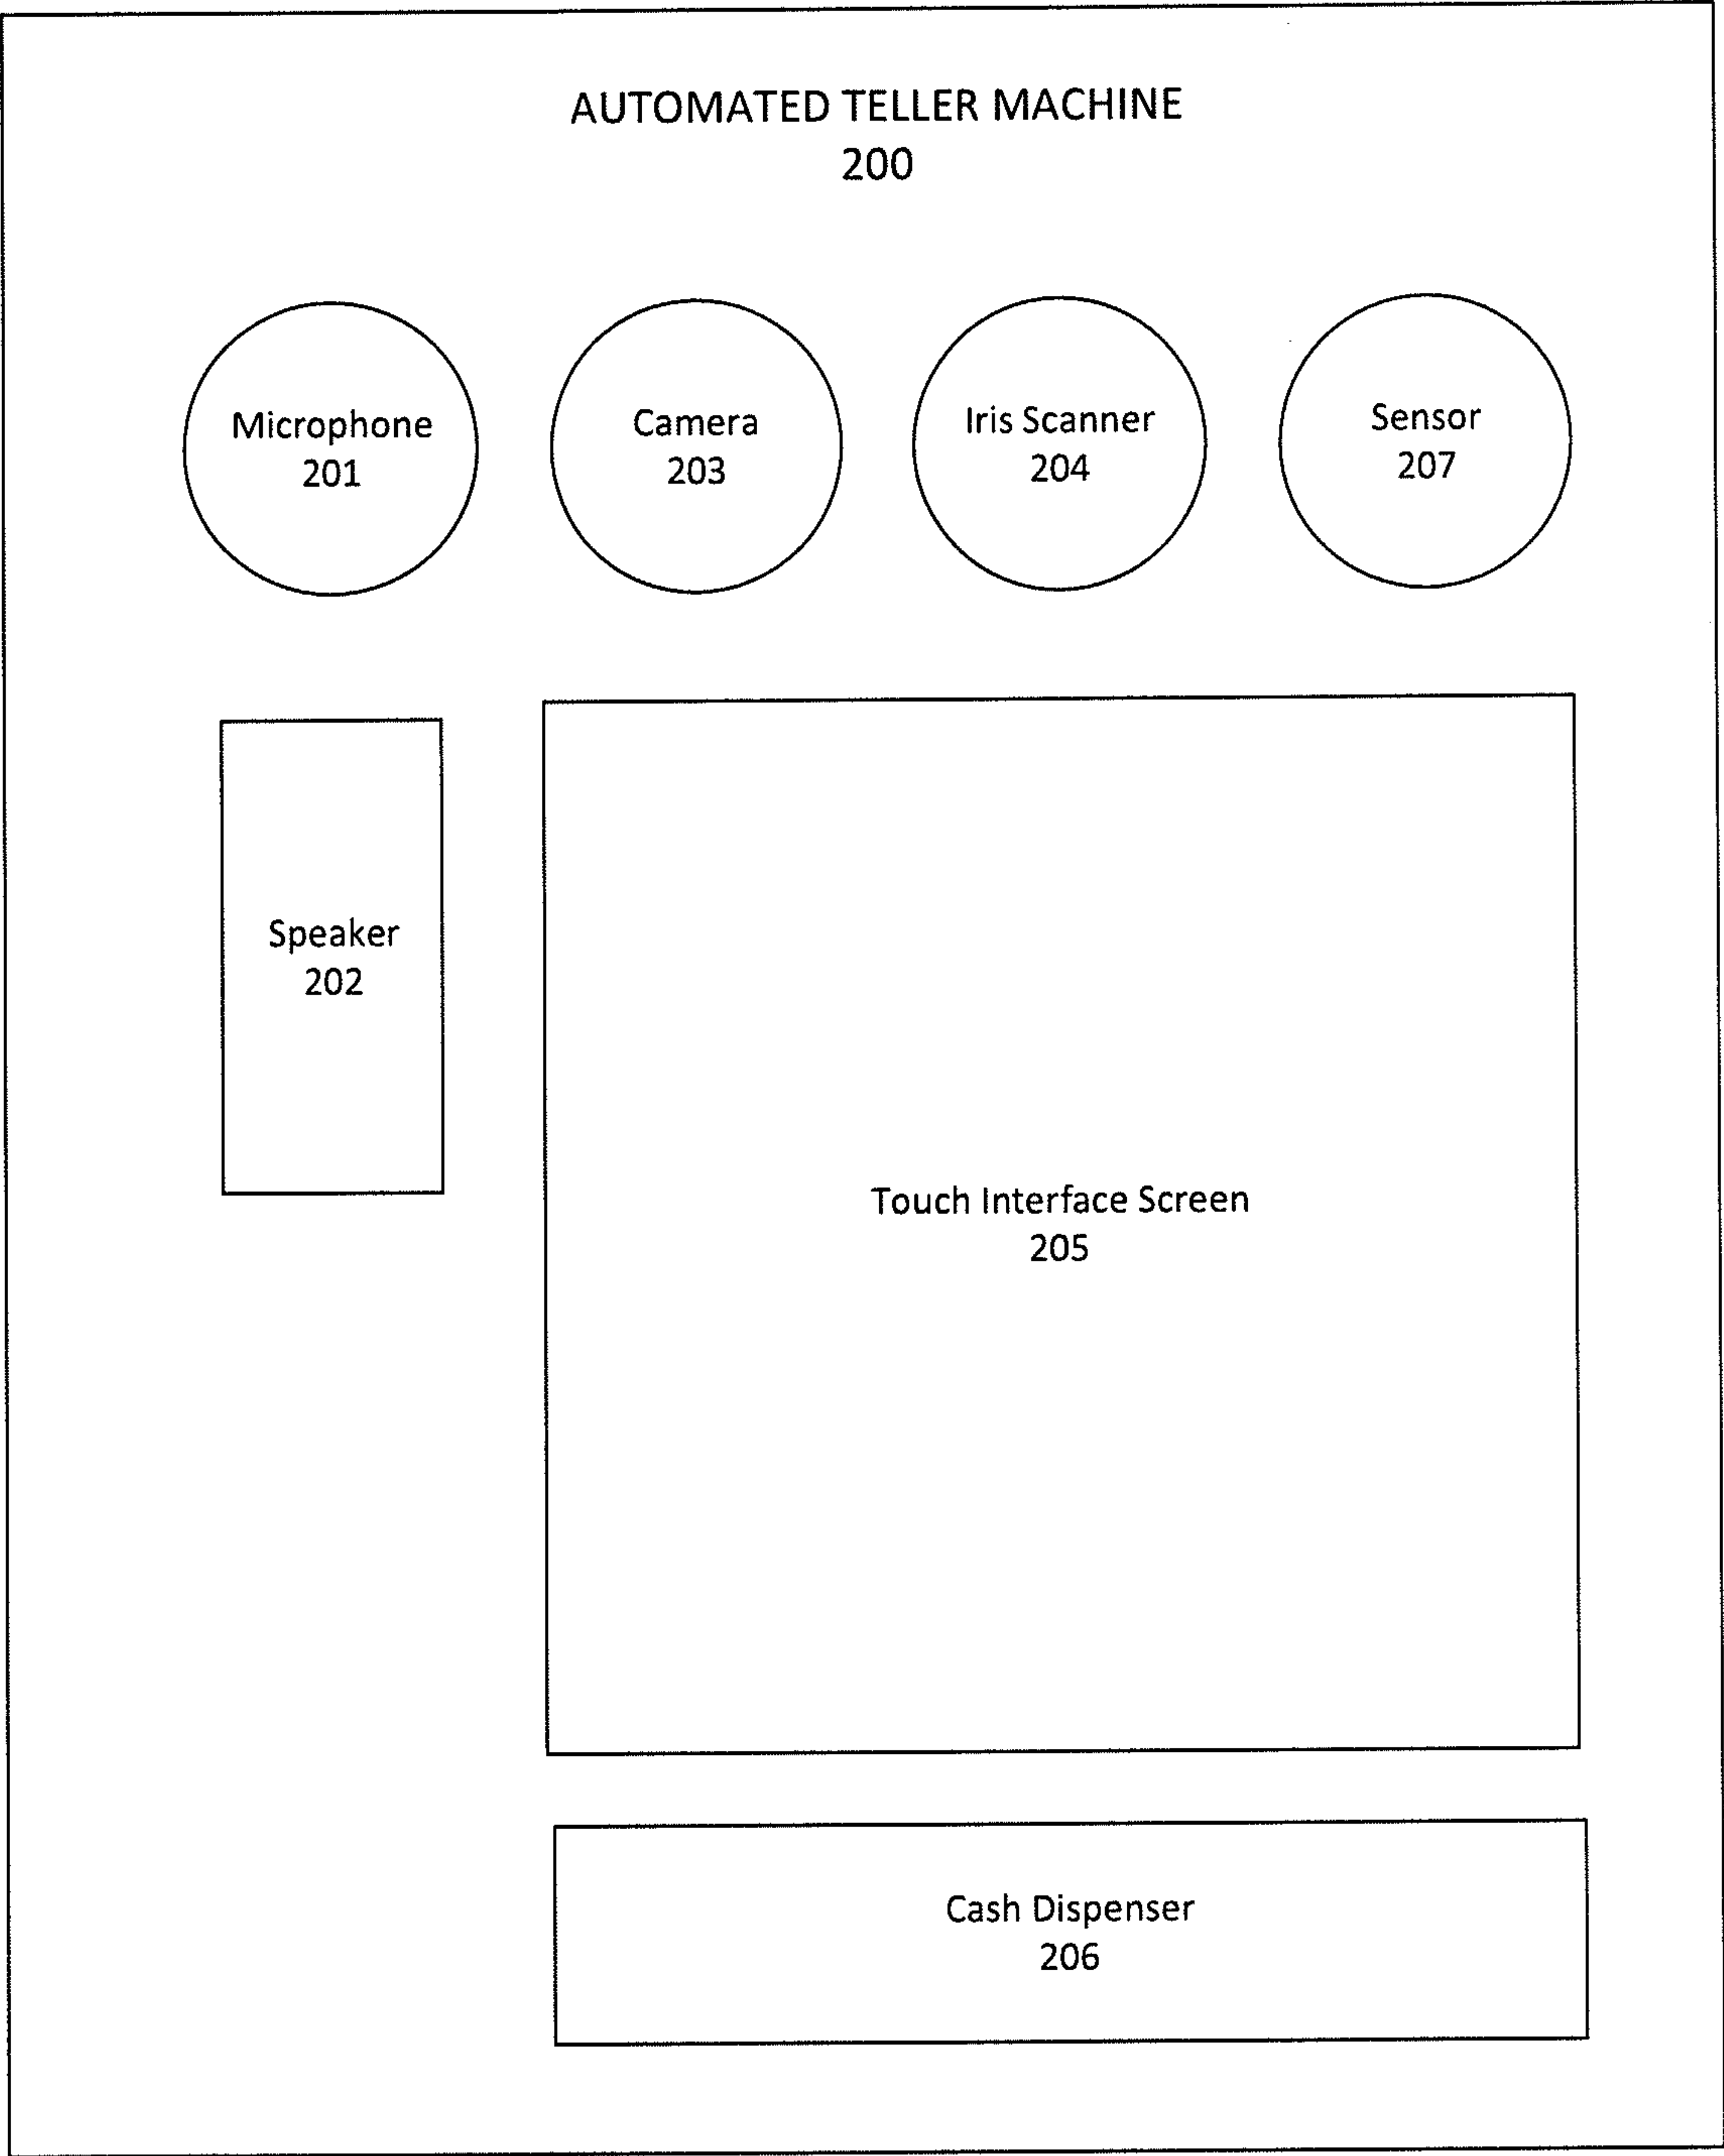 AUTOMATED TELLER MACHINE
200
Microphone
201
Camera
203
Iris Scanner
204
Sensor
207
Speaker
202
Touch Interface Screen
205
Cash Dispenser
206